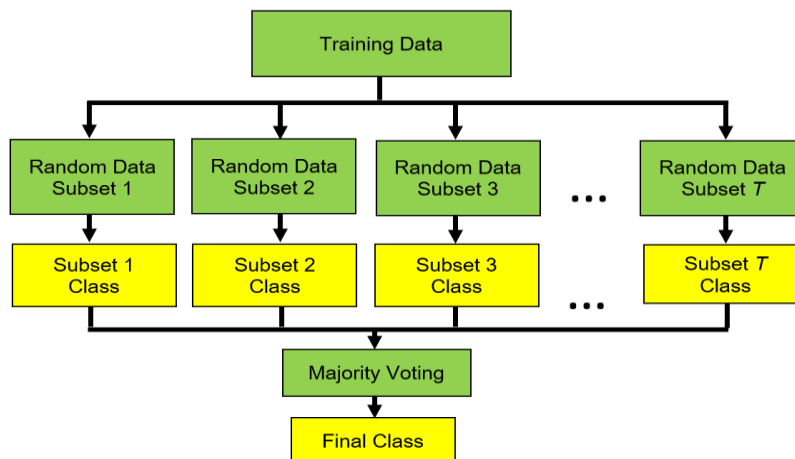 Training Data
Random Data
Subset 1
Random Data
Subset 2
Random Data
Subset 3
...
Random Data
Subset T
Subset 1
Class
Subset 2
Class
Subset 3
Class
...
Subset T
Class
Majority Voting
Final Class